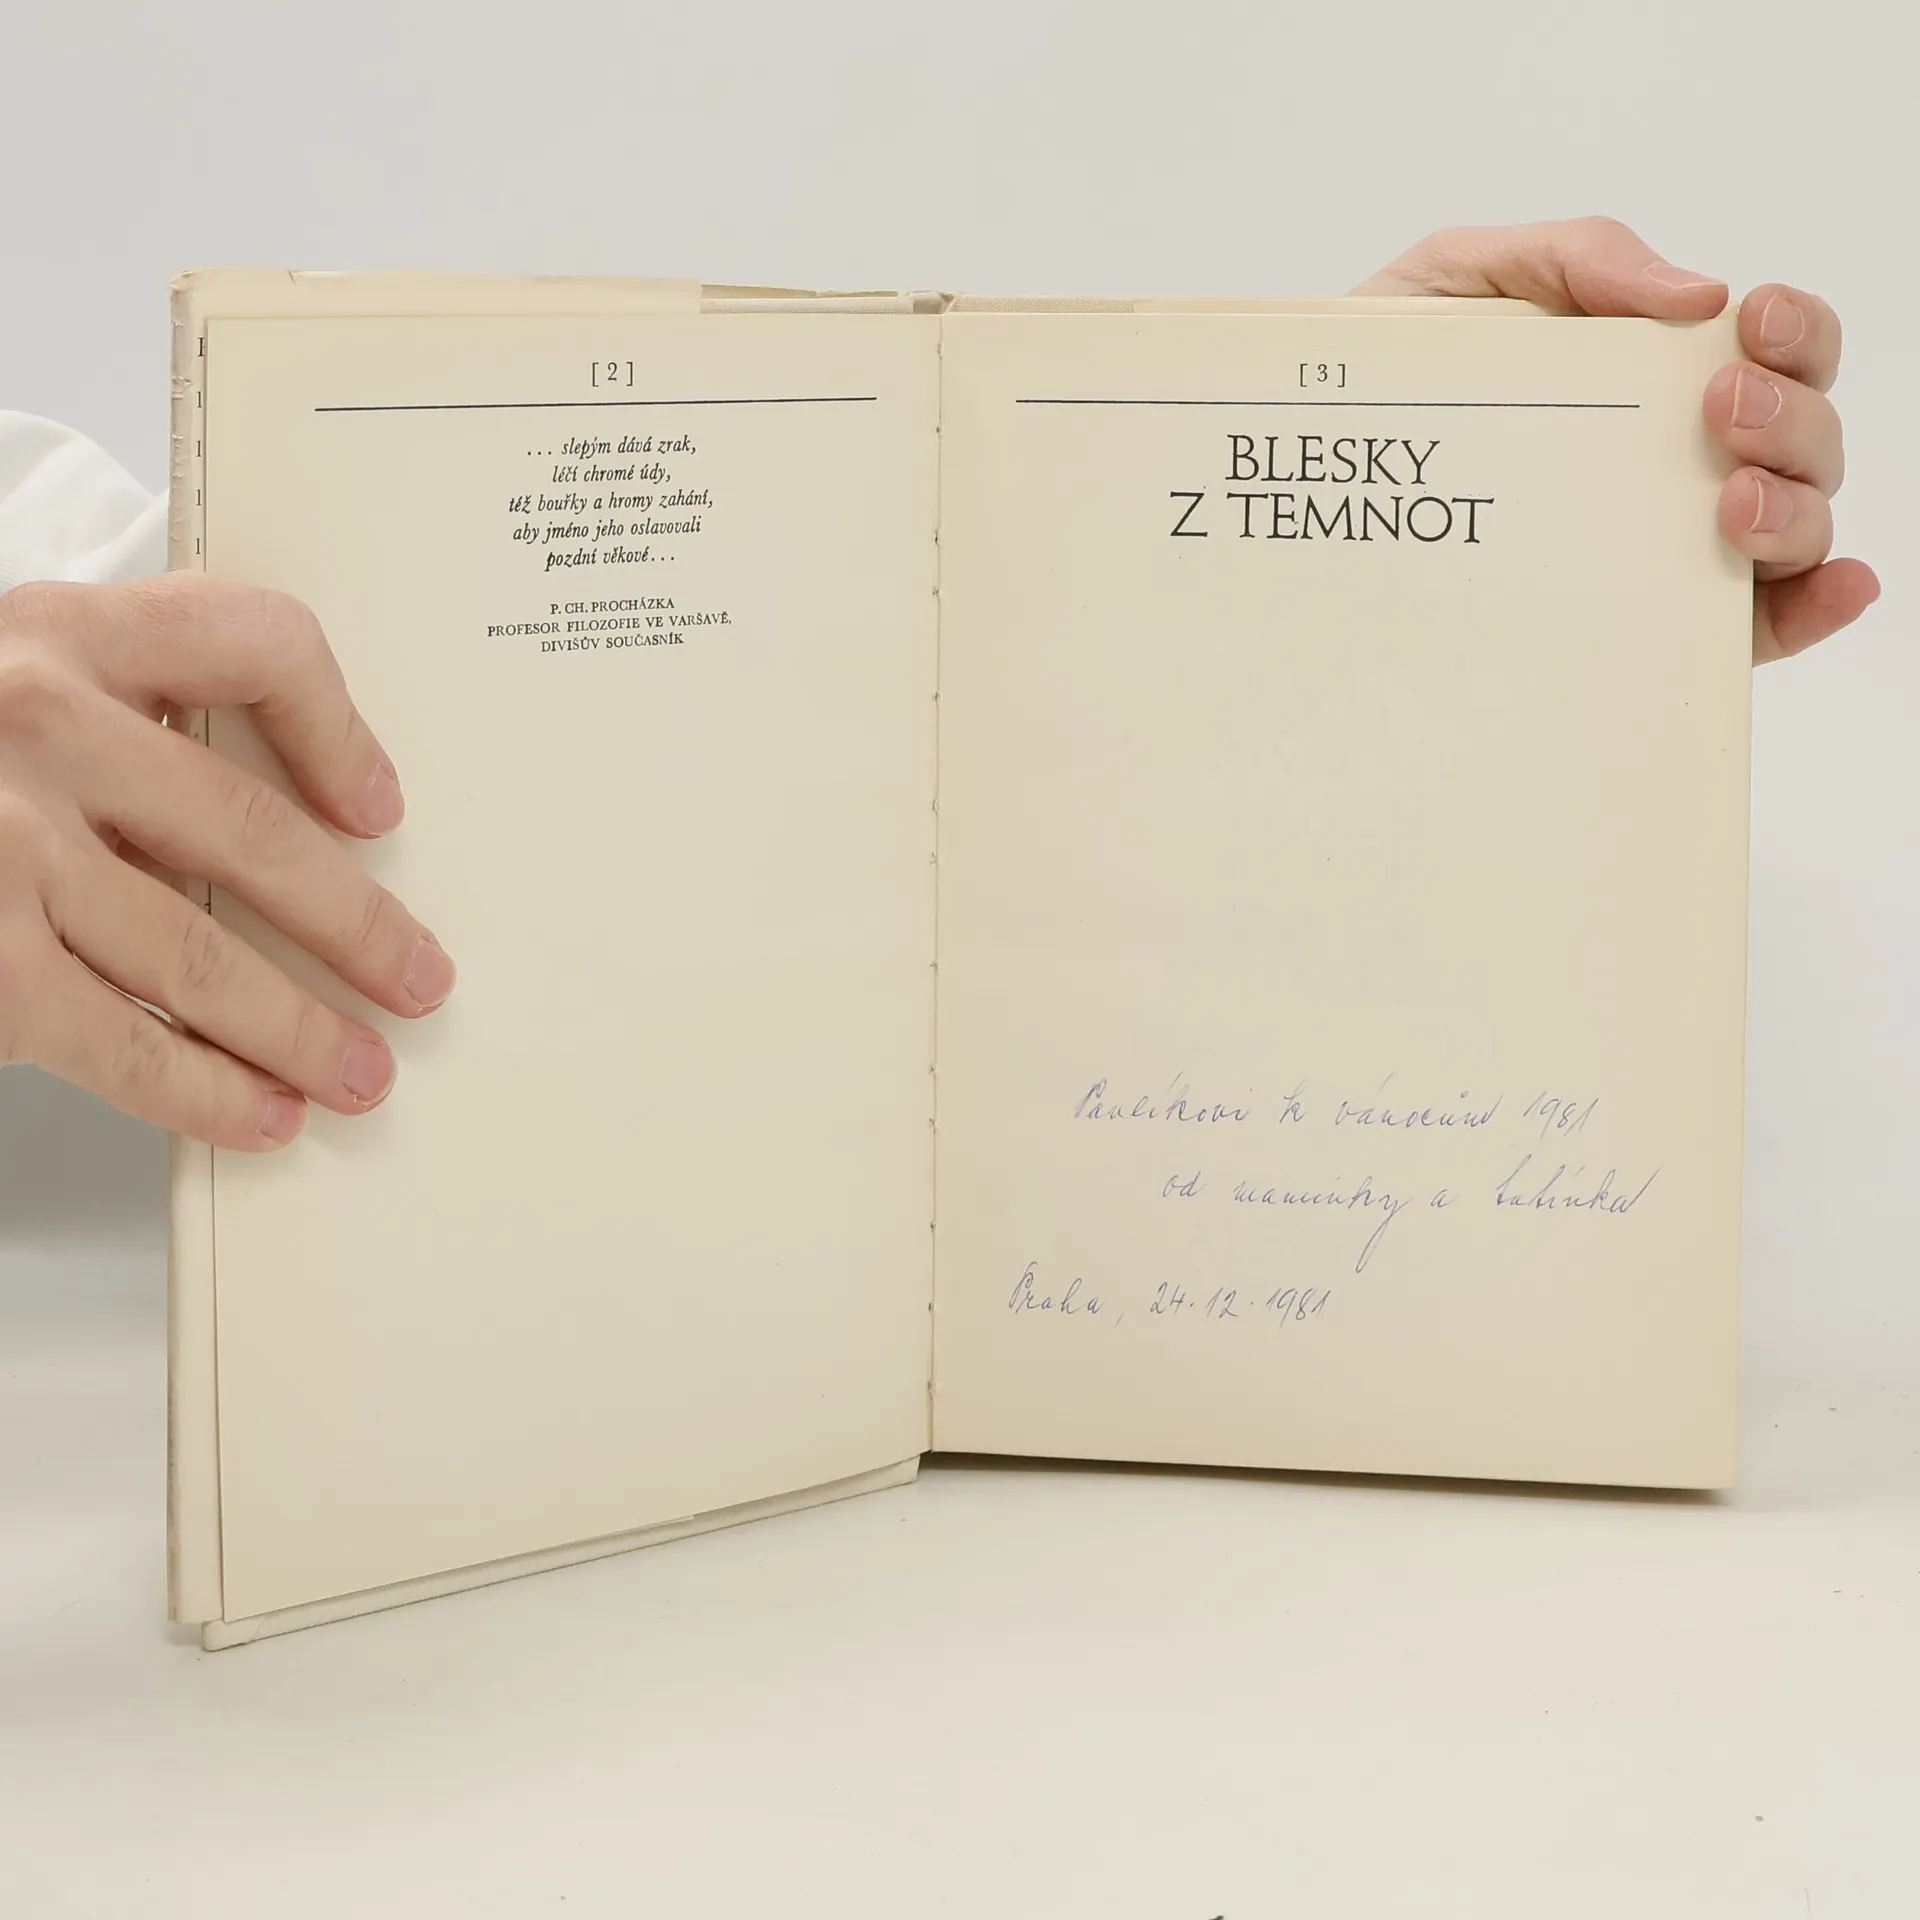 [ 2 ]
... slepým dává zrak,
léčí chromé údy,
též bouřky a hromy zahání,
aby jméno jeho oslavovali
pozdní věkové...
P. CH. PROCHÁZKA
PROFESOR FILOZOFIE VE VARŠAVĚ,
DIVIŠŮV SOUČASNÍK
[ 3 ]
BLESKY
Z TEMNOT
Pavlíkovi k vánocům 1981
od maminky a tatínka
Praha, 24.12.1981